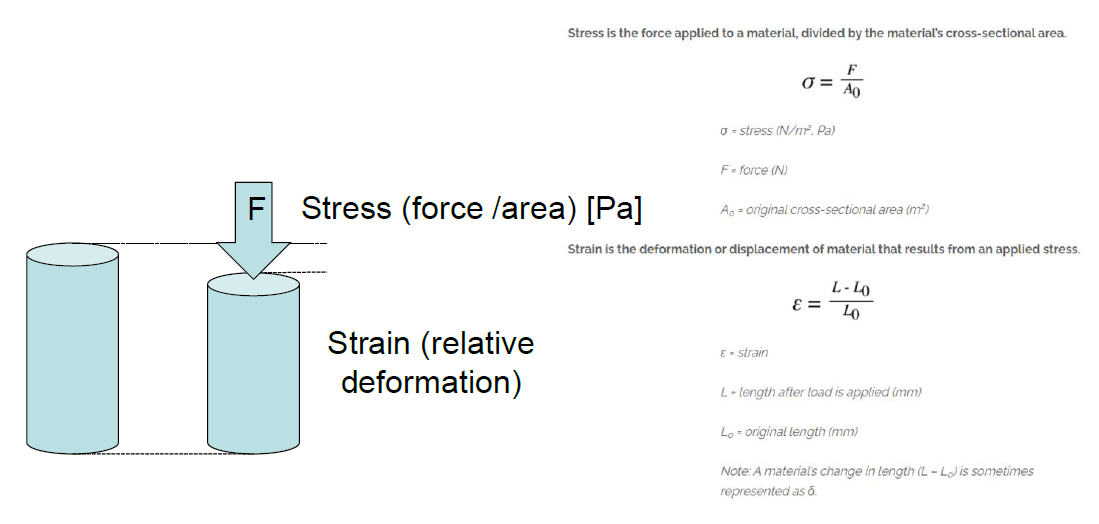 F
Stress (force /area) [Pa]
Strain (relative
deformation)
Stress is the force applied to a material, divided by the material's cross-sectional area.
σ = F / A₀
σ = stress (N/m², Pa)
F = force (N)
A₀ = original cross-sectional area (m²)
Strain is the deformation or displacement of material that results from an applied stress.
ε = L - L₀ / L₀
ε = strain
L = length after load is applied (mm)
L₀ = original length (mm)
Note: A material's change in length (L – L₀) is sometimes
represented as δ.